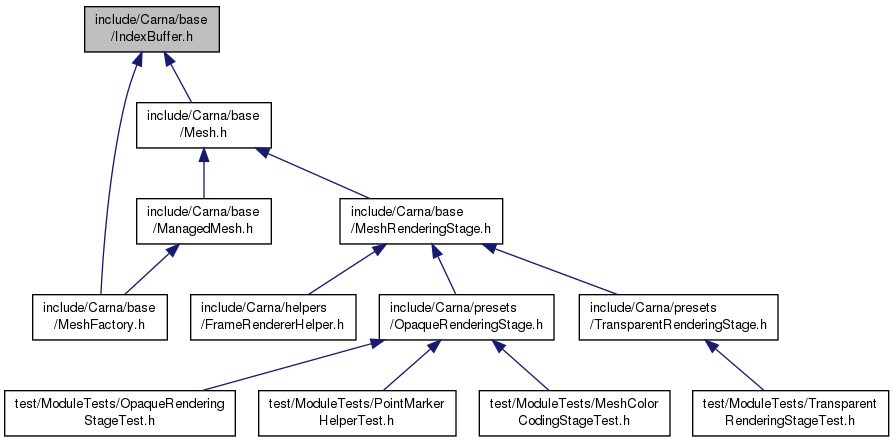 include/Carna/base
/IndexBuffer.h
include/Carna/base
/Mesh.h
include/Carna/base
/ManagedMesh.h
include/Carna/base
/MeshRenderingStage.h
include/Carna/base
/MeshFactory.h
include/Carna/helpers
/FrameRendererHelper.h
include/Carna/presets
/OpaqueRenderingStage.h
include/Carna/presets
/TransparentRenderingStage.h
test/ModuleTests/OpaqueRendering
StageTest.h
test/ModuleTests/PointMarker
HelperTest.h
test/ModuleTests/MeshColor
CodingStageTest.h
test/ModuleTests/Transparent
RenderingStageTest.h